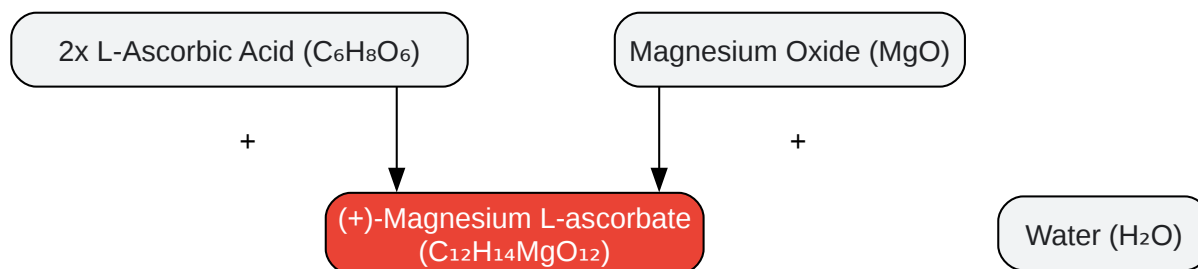 2x L-Ascorbic Acid (C₆H₈O₆)
Magnesium Oxide (MgO)
+
+
(+)-Magnesium L-ascorbate
(C₁₂H₁₄MgO₁₂)
Water (H₂O)